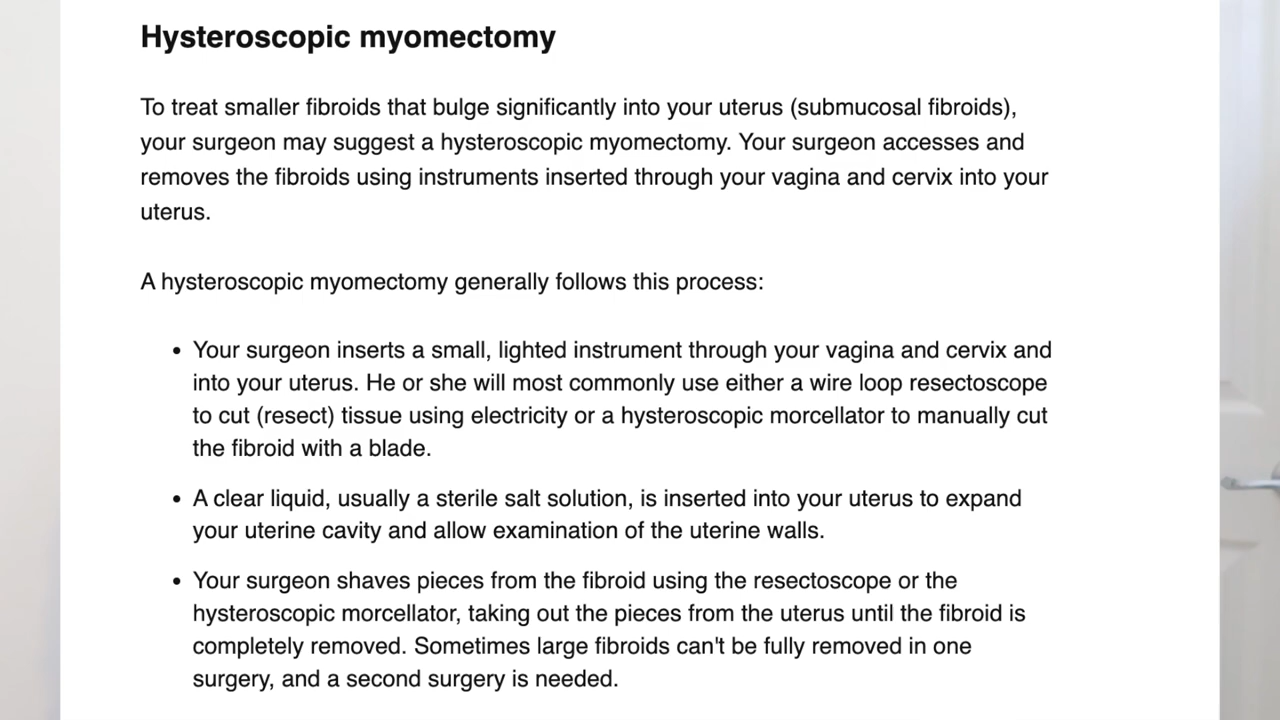 Hysteroscopic myomectomy
To treat smaller fibroids that bulge significantly into your uterus (submucosal fibroids),
your surgeon may suggest a hysteroscopic myomectomy. Your surgeon accesses and
removes the fibroids using instruments inserted through your vagina and cervix into your
uterus.
A hysteroscopic myomectomy generally follows this process:
• Your surgeon inserts a small, lighted instrument through your vagina and cervix and
into your uterus. He or she will most commonly use either a wire loop resectoscope
to cut (resect) tissue using electricity or a hysteroscopic morcellator to manually cut
the fibroid with a blade.
• A clear liquid, usually a sterile salt solution, is inserted into your uterus to expand
your uterine cavity and allow examination of the uterine walls.
• Your surgeon shaves pieces from the fibroid using the resectoscope or the
hysteroscopic morcellator, taking out the pieces from the uterus until the fibroid is
completely removed. Sometimes large fibroids can't be fully removed in one
surgery, and a second surgery is needed.